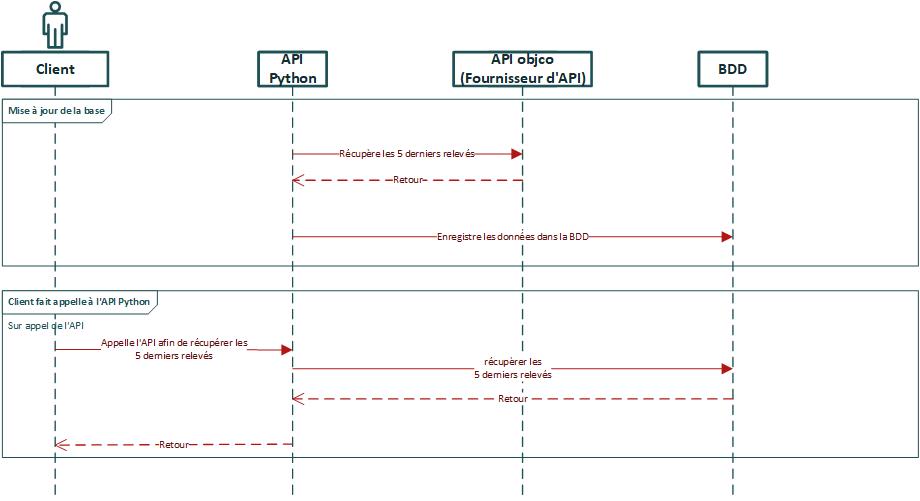 Client
API
Python
API objco
(Fournisseur d'API)
BDD
Mise à jour de la base
Récupère les 5 derniers relevés
Retour
Enregistre les données dans la BDD
Client fait appelle à l'API Python
Sur appel de l'API
Appelle l'API afin de récupérer les
5 derniers relevés
récupèrer les
5 derniers relevés
Retour
Retour